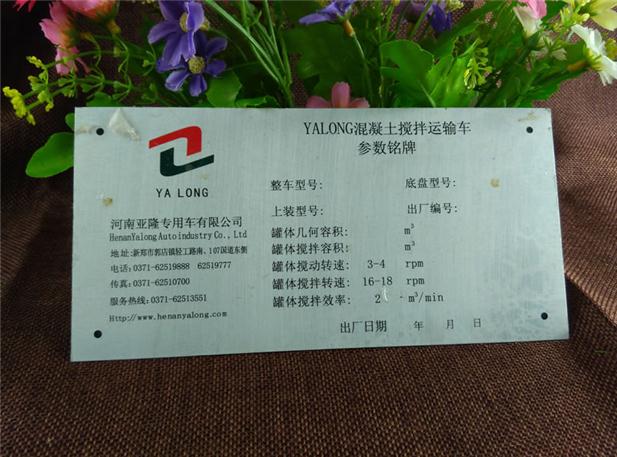 YALONG混凝土搅拌运输车
参数铭牌
YA LONG
河南亚隆专用车有限公司
HenanYalong Autoindustry Co., Ltd
地址:新郑市郭店镇轻工路南、107国道东侧
电话:0371-62519888 62519777
传真:0371-62510700
服务热线:0371-62513551
Http://www.henanyalong.com
整车型号: 底盘型号:
上装型号: 出厂编号:
罐体几何容积: m³
罐体搅拌容积: m³
罐体搅动转速: 3-4 rpm
罐体搅拌转速: 16-18 rpm
罐体搅拌效率: 2 - m³/min
出厂日期 年 月 日